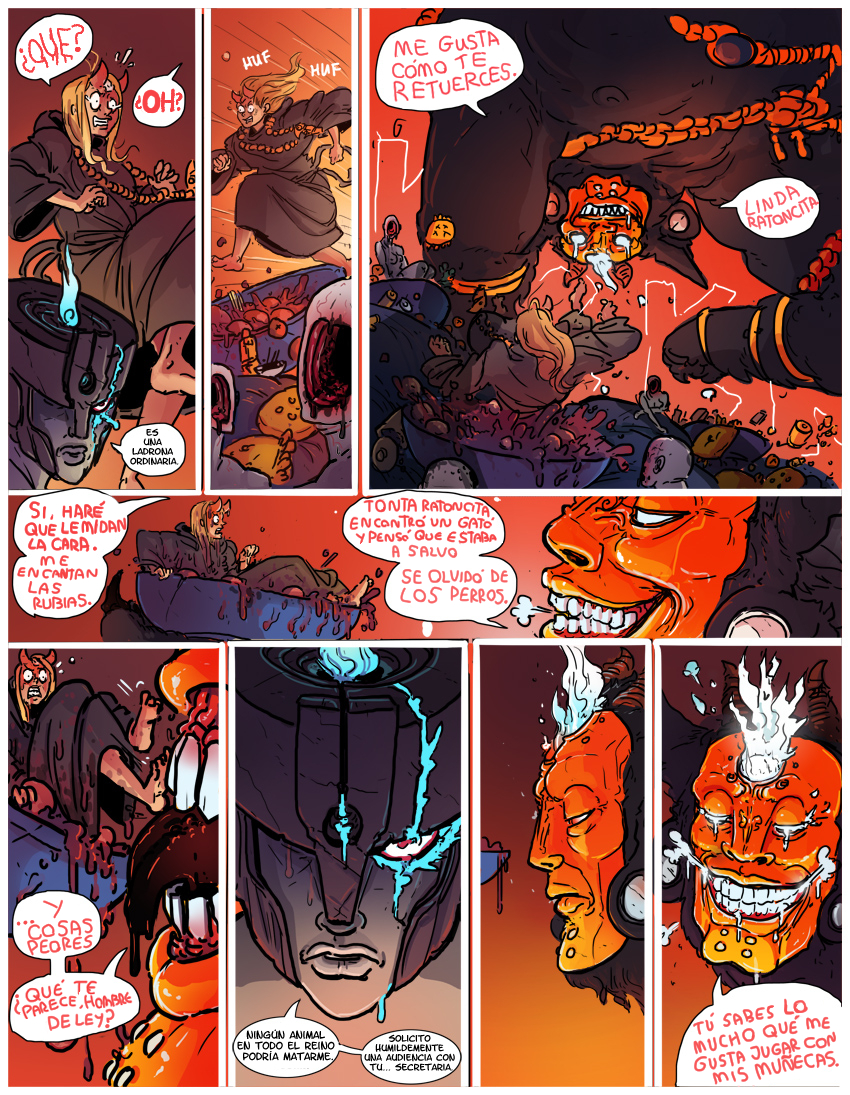 ¿QUE?
¿OH?
ES
UNA
LADRONA
ORDINARIA.
HUF
HUF
ME GUSTA
CÓMO TE
RETUERCES.
LINDA
RATONCITA
SI, HARÉ
QUE LE MIDAN
LA CARA.
ME
ENCANTAN
LAS
RUBIAS.
TONTA RATONCITA
ENCONTRÓ UN GATÓ
Y PENSÓ QUE ESTABA
A SALVO
SE OLVIDÓ DE
LOS PERROS.
Y
...COSAS
PEORES
¿QUÉ TE
PARECE, HOMBRE
DE LEY?
NINGÚN ANIMAL
EN TODO EL REINO
PODRÍA MATARME.
SOLICITO
HUMILDEMENTE
UNA AUDIENCIA CON
TU... SECRETARIA.
TÚ SABES LO
MUCHO QUÉ ME
GUSTA JUGAR CON
MIS MUÑECAS.